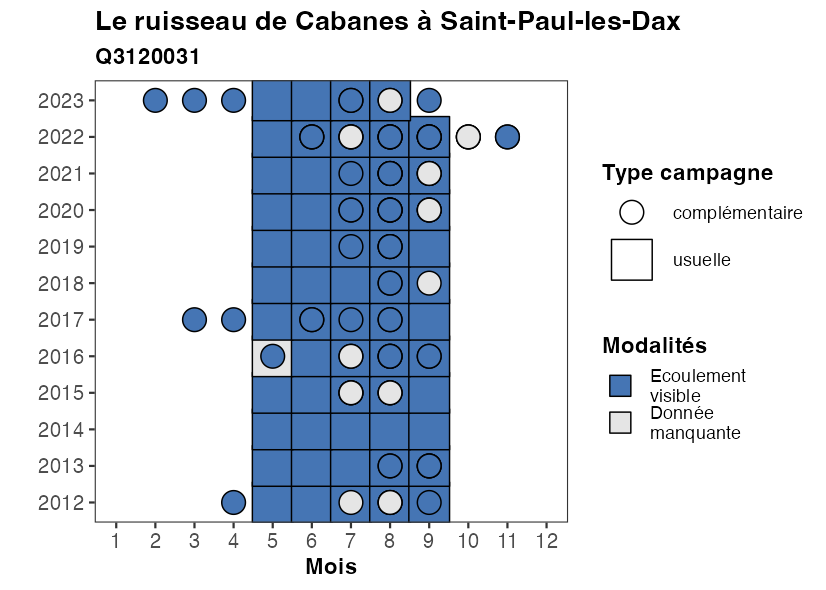 Le ruisseau de Cabanes à Saint-Paul-les-Dax
Q3120031
2023
2022
2021
2020
2019
2018
2017
2016
2015
2014
2013
2012
1 2 3 4 5 6 7 8 9 10 11 12
Mois
Type campagne
complémentaire
usuelle
Modalités
Ecoulement
visible
Donnée
manquante